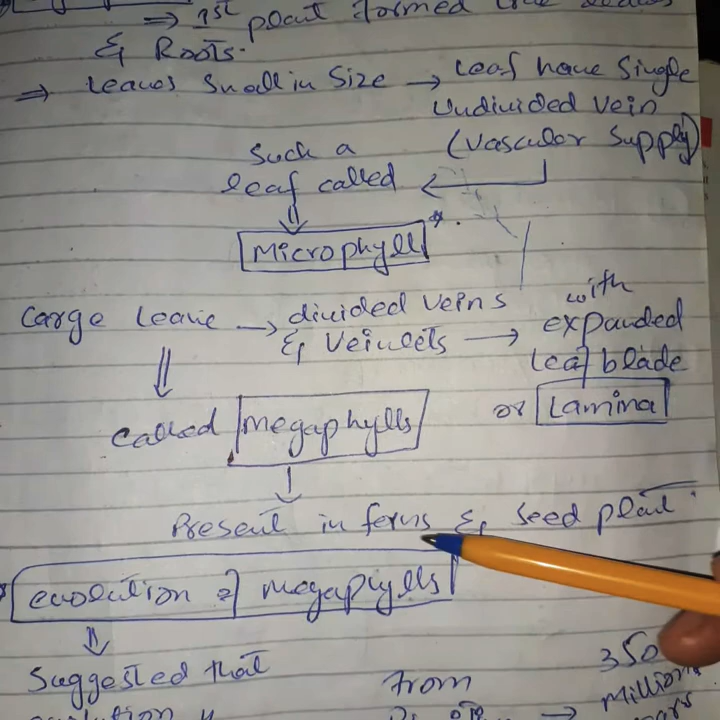 ⇒ 1st plant formed true
& Roots.
⇒ Leaves Small in Size → Leaf have Single
undivided vein
(Vascular Supply)
Such a
leaf called ←
⇓
Microphylls *.
Large leave → divided veins & Veinlets → with expanded leaf blade
or Lamina
⇓
called megaphylls
↓
Present in ferns & seed plant
evolution of megaphylls
⇓
Suggested that
from
350
→ Million